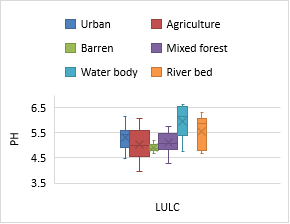 Urban
Agriculture
Barren
Mixed forest
Water body
River bed
6.5
5.5
4.5
3.5
PH
LULC